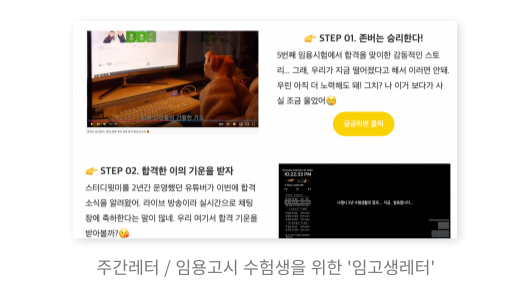 👉 STEP 01. 존버는 승리한다!
5번째 임용시험에서 합격을 맞이한 감동적인 스토
리... 그래, 우리가 지금 떨어졌다고 해서 이러면 안돼.
우린 아직 더 노력해도 돼! 그치? 나 이거 보다가 사
실 조금 울었어😢
궁금하면 클릭
👉 STEP 02. 합격한 이의 기운을 받자
스터디윗미를 2년간 운영했던 유튜버가 이번에 합격
소식을 알려왔어. 라이브 방송이라 실시간으로 채팅
창에 축하한다는 말이 많네. 우리 여기서 합격 기운을
받아볼까?😘
10:22:33 PM
주간레터 / 임용고시 수험생을 위한 '임고생레터'